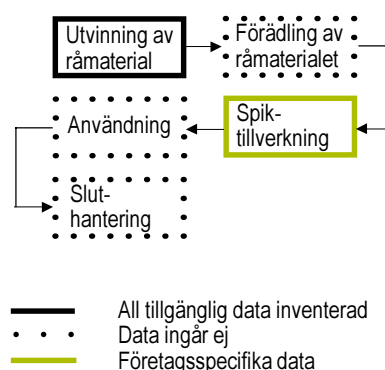 Utvinning av
råmaterial
Förädling av
råmaterialet
Användning
Spik-
tillverkning
Slut-
hantering
All tillgänglig data inventerad
Data ingår ej
Företagsspecifika data